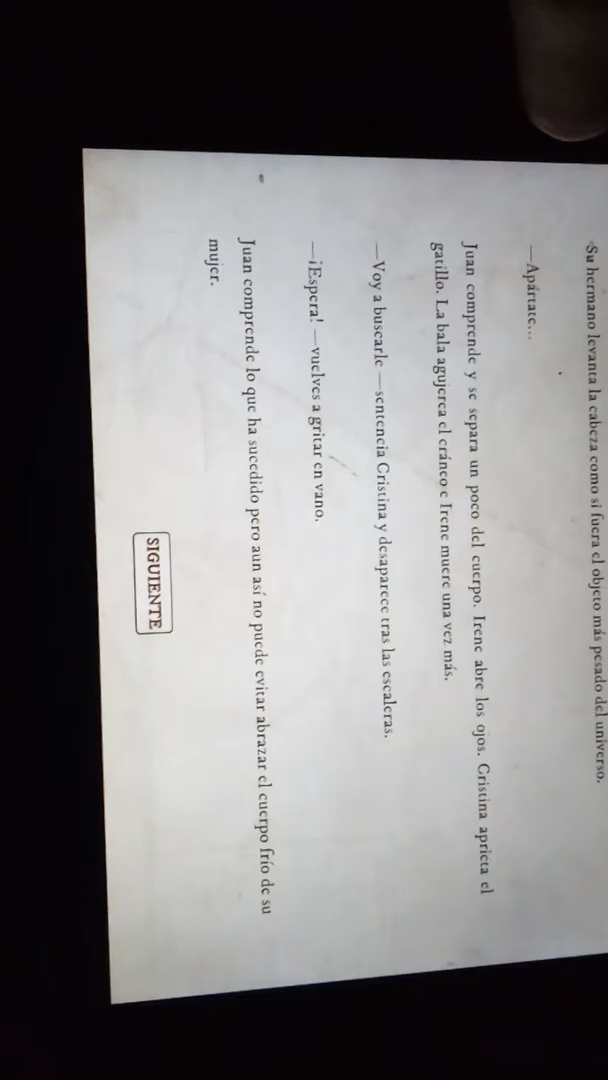 Su hermano levanta la cabeza como si fuera el objeto más pesado del universo.
—Apártate...
Juan comprende y se separa un poco del cuerpo. Irene abre los ojos. Cristina aprieta el
gatillo. La bala agujerea el cráneo e Irene muere una vez más.
—Voy a buscarle —sentencia Cristina y desaparece tras las escaleras.
—¡Espera! —vuelves a gritar en vano.
Juan comprende lo que ha sucedido pero aun así no puede evitar abrazar el cuerpo frío de su
mujer.
SIGUIENTE